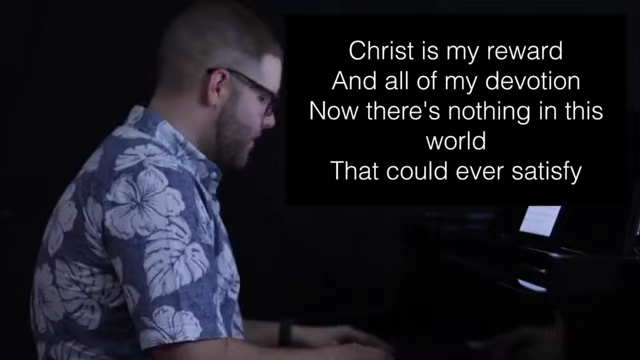 Christ is my reward
And all of my devotion
Now there's nothing in this
world
That could ever satisfy